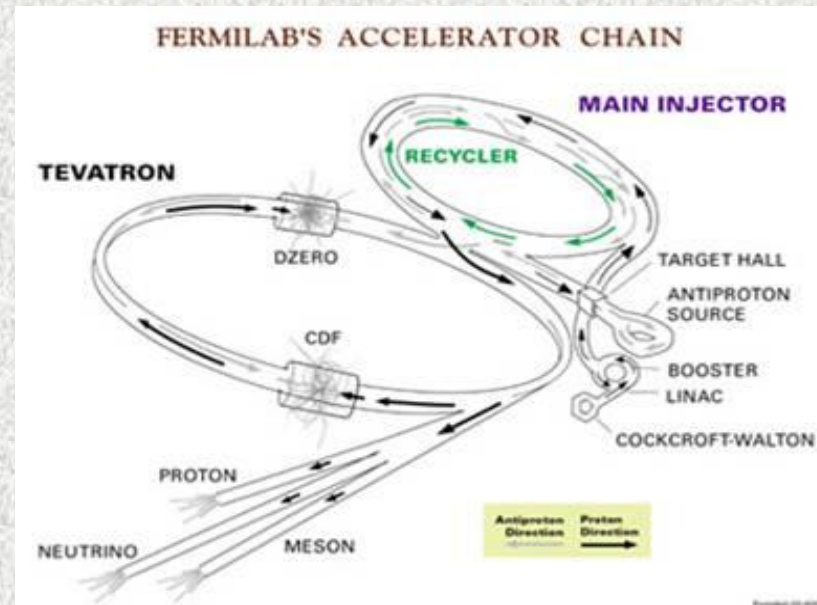 FERMILAB'S ACCELERATOR CHAIN
MAIN INJECTOR
RECYCLER
TEVATRON
DZERO
TARGET HALL
ANTIPROTON
SOURCE
CDF
BOOSTER
LINAC
COCKCROFT-WALTON
PROTON
Antiproton Proton
Direction Direction
NEUTRINO
MESON